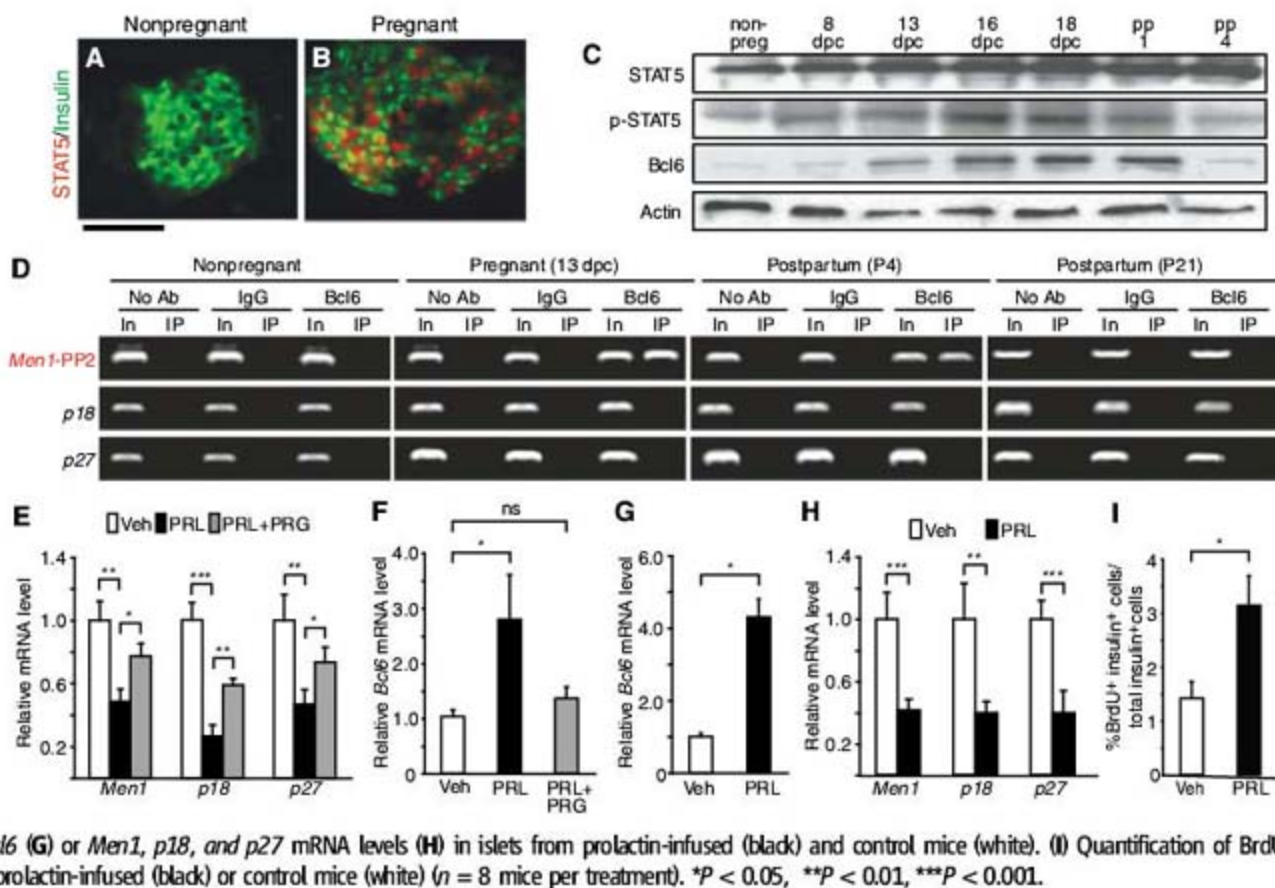 Nonpregnant
Pregnant
A
B
STAT5/Insulin
C
non-preg
8 dpc
13 dpc
16 dpc
18 dpc
pp 1
pp 4
STAT5
p-STAT5
Bcl6
Actin
D
Nonpregnant
Pregnant (13 dpc)
Postpartum (P4)
Postpartum (P21)
No Ab IgG Bcl6 No Ab IgG Bcl6 No Ab IgG Bcl6 No Ab IgG Bcl6
In IP In IP In IP In IP In IP In IP In IP In IP In IP In IP In IP In IP
Men1-PP2
p18
p27
E
Veh PRL PRL+PRG
Relative mRNA level
1.4
1.0
0.6
0.2
** * *** ** ** *
Men1 p18 p27
F
ns
*
Relative Bcl6 mRNA level
4.0
3.0
2.0
1.0
0
Veh PRL PRL+
PRG
G
*
Relative Bcl6 mRNA level
6.0
4.0
2.0
0
Veh PRL
H
Veh PRL
Relative mRNA level
1.4
1.0
0.6
0.2
*** ** ***
Men1 p18 p27
I
*
%BrdU+ insulin+ cells/
total insulin+cells
4
3
2
1
0
Veh PRL
l6 (G) or Men1, p18, and p27 mRNA levels (H) in islets from prolactin-infused (black) and control mice (white). (I) Quantification of BrdU
prolactin-infused (black) or control mice (white) (n = 8 mice per treatment). *P < 0.05, **P < 0.01, ***P < 0.001.